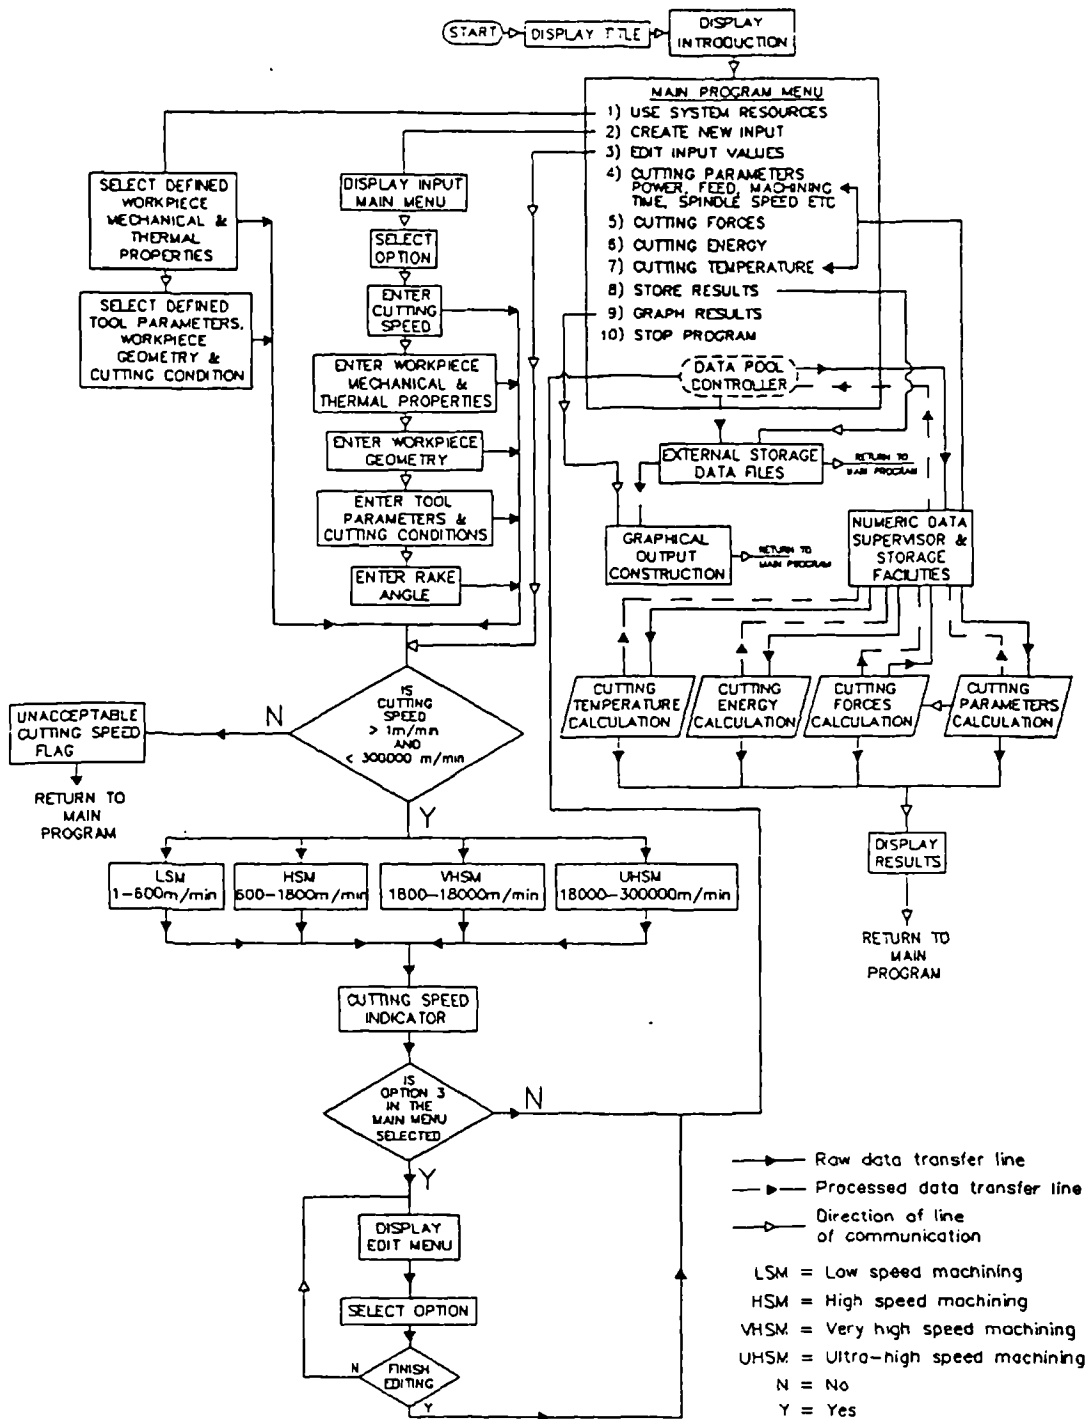 START
DISPLAY TITLE
DISPLAY
INTRODUCTION
MAIN PROGRAM MENU
1) USE SYSTEM RESOURCES
2) CREATE NEW INPUT
3) EDIT INPUT VALUES
4) CUTTING PARAMETERS
POWER, FEED, MACHINING
TIME, SPINDLE SPEED ETC
5) CUTTING FORCES
6) CUTTING ENERGY
7) CUTTING TEMPERATURE
8) STORE RESULTS
9) GRAPH RESULTS
10) STOP PROGRAM
DATA POOL
CONTROLLER
SELECT DEFINED
WORKPIECE
MECHANICAL &
THERMAL
PROPERTIES
SELECT DEFINED
TOOL PARAMETERS,
WORKPIECE
GEOMETRY &
CUTTING CONDITION
DISPLAY INPUT
MAIN MENU
SELECT
OPTION
ENTER
CUTTING
SPEED
ENTER WORKPIECE
MECHANICAL &
THERMAL PROPERTIES
ENTER WORKPIECE
GEOMETRY
ENTER TOOL
PARAMETERS &
CUTTING CONDITIONS
ENTER RAKE
ANGLE
EXTERNAL STORAGE
DATA FILES
RETURN TO
MAIN PROGRAM
GRAPHICAL
OUTPUT
CONSTRUCTION
RETURN TO
MAIN PROGRAM
NUMERIC DATA
SUPERVISOR &
STORAGE
FACILITIES
CUTTING
TEMPERATURE
CALCULATION
CUTTING
ENERGY
CALCULATION
CUTTING
FORCES
CALCULATION
CUTTING
PARAMETERS
CALCULATION
DISPLAY
RESULTS
RETURN TO
MAIN
PROGRAM
IS
CUTTING
SPEED
> 1m/min
AND
< 300000 m/min
N
UNACCEPTABLE
CUTTING SPEED
FLAG
RETURN TO
MAIN
PROGRAM
Y
LSM
1-600m/min
HSM
600-1800m/min
VHSM
1800-18000m/min
UHSM
18000-300000m/min
CUTTING SPEED
INDICATOR
IS
OPTION 3
IN THE
MAIN MENU
SELECTED
N
Y
DISPLAY
EDIT MENU
SELECT OPTION
FINISH
EDITING
N
Y
Raw data transfer line
Processed data transfer line
Direction of line
of communication
LSM = Low speed machining
HSM = High speed machining
VHSM = Very high speed machining
UHSM = Ultra-high speed machining
N = No
Y = Yes